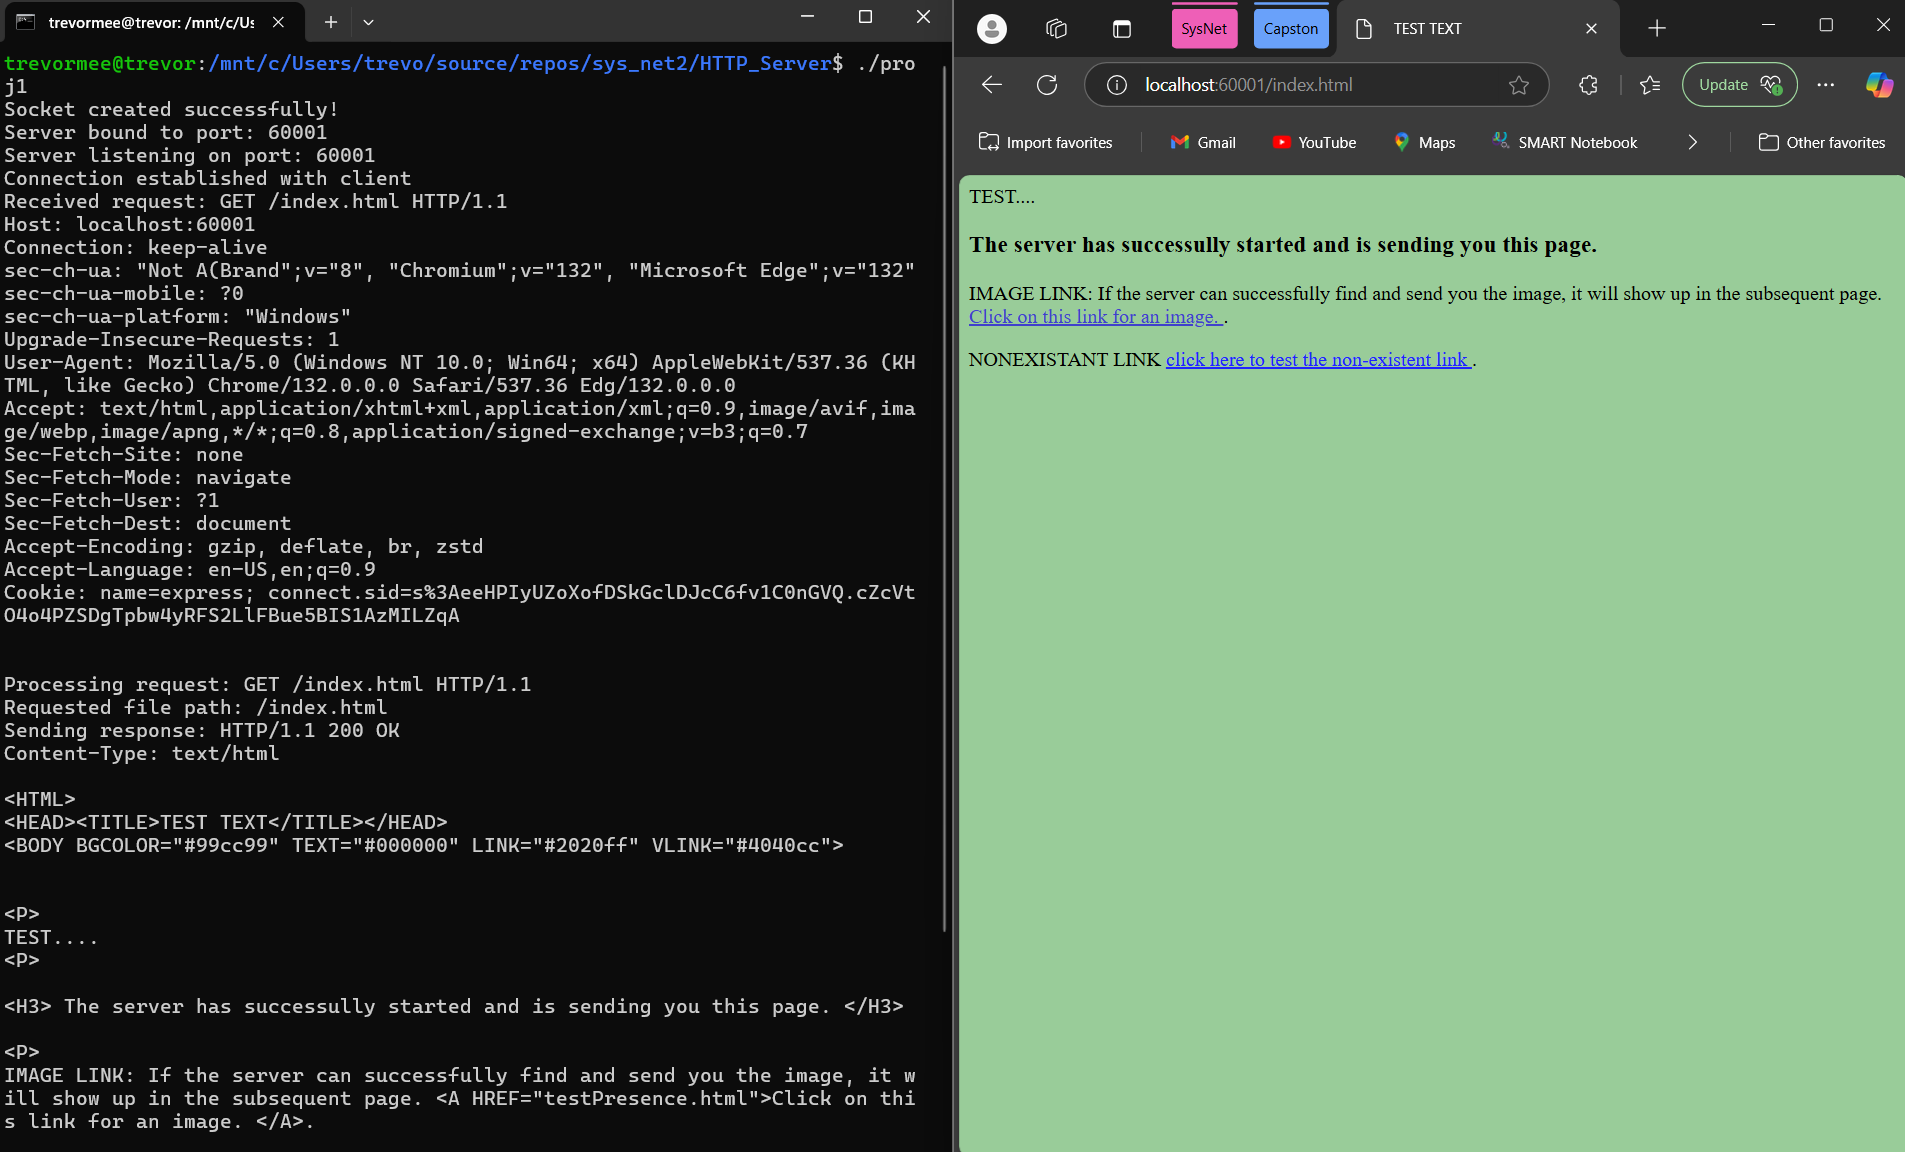 trevormee@trevor: /mnt/c/Us
trevormee@trevor:/mnt/c/Users/trevo/source/repos/sys_net2/HTTP_Server$ ./pro
j1
Socket created successfully!
Server bound to port: 60001
Server listening on port: 60001
Connection established with client
Received request: GET /index.html HTTP/1.1
Host: localhost:60001
Connection: keep-alive
sec-ch-ua: "Not A(Brand";v="8", "Chromium";v="132", "Microsoft Edge";v="132"
sec-ch-ua-mobile: ?0
sec-ch-ua-platform: "Windows"
Upgrade-Insecure-Requests: 1
User-Agent: Mozilla/5.0 (Windows NT 10.0; Win64; x64) AppleWebKit/537.36 (KH
TML, like Gecko) Chrome/132.0.0.0 Safari/537.36 Edg/132.0.0.0
Accept: text/html,application/xhtml+xml,application/xml;q=0.9,image/avif,ima
ge/webp,image/apng,*/*;q=0.8,application/signed-exchange;v=b3;q=0.7
Sec-Fetch-Site: none
Sec-Fetch-Mode: navigate
Sec-Fetch-User: ?1
Sec-Fetch-Dest: document
Accept-Encoding: gzip, deflate, br, zstd
Accept-Language: en-US,en;q=0.9
Cookie: name=express; connect.sid=s%3AeeHPIyUZoXofDSkGclDJcC6fv1C0nGVQ.cZcVt
O4o4PZSDgTpbw4yRFS2LlFBue5BIS1AzMILZqA
Processing request: GET /index.html HTTP/1.1
Requested file path: /index.html
Sending response: HTTP/1.1 200 OK
Content-Type: text/html
<HTML>
<HEAD><TITLE>TEST TEXT</TITLE></HEAD>
<BODY BGCOLOR="#99cc99" TEXT="#000000" LINK="#2020ff" VLINK="#4040cc">
<P>
TEST....
<P>
<H3> The server has successully started and is sending you this page. </H3>
<P>
IMAGE LINK: If the server can successfully find and send you the image, it w
ill show up in the subsequent page. <A HREF="testPresence.html">Click on thi
s link for an image. </A>.
SysNet
Capston
TEST TEXT
localhost:60001/index.html
Update
Import favorites
Gmail
YouTube
Maps
SMART Notebook
Other favorites
TEST....
The server has successully started and is sending you this page.
IMAGE LINK: If the server can successfully find and send you the image, it will show up in the subsequent page.
Click on this link for an image. .
NONEXISTANT LINK click here to test the non-existent link .